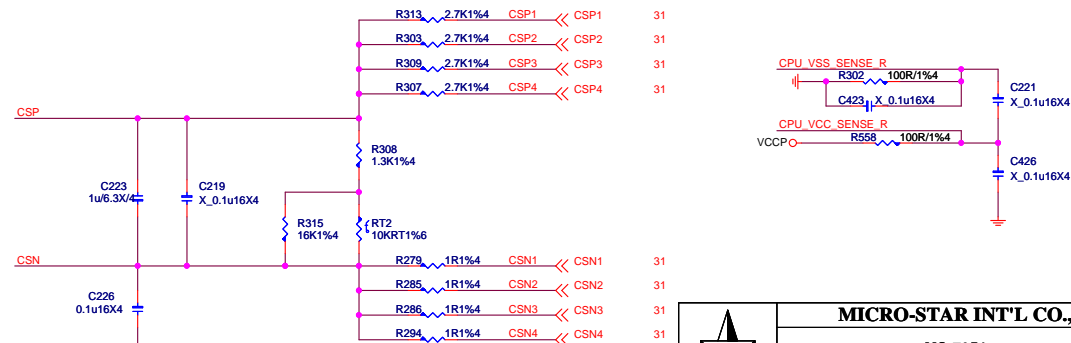 R313 2.7K1%4 CSP1 CSP1 31
R303 2.7K1%4 CSP2 CSP2 31
R309 2.7K1%4 CSP3 CSP3 31
R307 2.7K1%4 CSP4 CSP4 31
CSP
R308
1.3K1%4
C223
1u/6.3X/4
C219
X_0.1u16X4
R315
16K1%4
RT2
10KRT1%6
CSN
R279 1R1%4 CSN1 CSN1 31
R285 1R1%4 CSN2 CSN2 31
R286 1R1%4 CSN3 CSN3 31
R294 1R1%4 CSN4 CSN4 31
C226
0.1u16X4
CPU_VSS_SENSE_R
R302 100R/1%4
C423 X_0.1u16X4
C221
X_0.1u16X4
CPU_VCC_SENSE_R
VCCP R558 100R/1%4
C426
X_0.1u16X4
MICRO-STAR INT'L CO.,